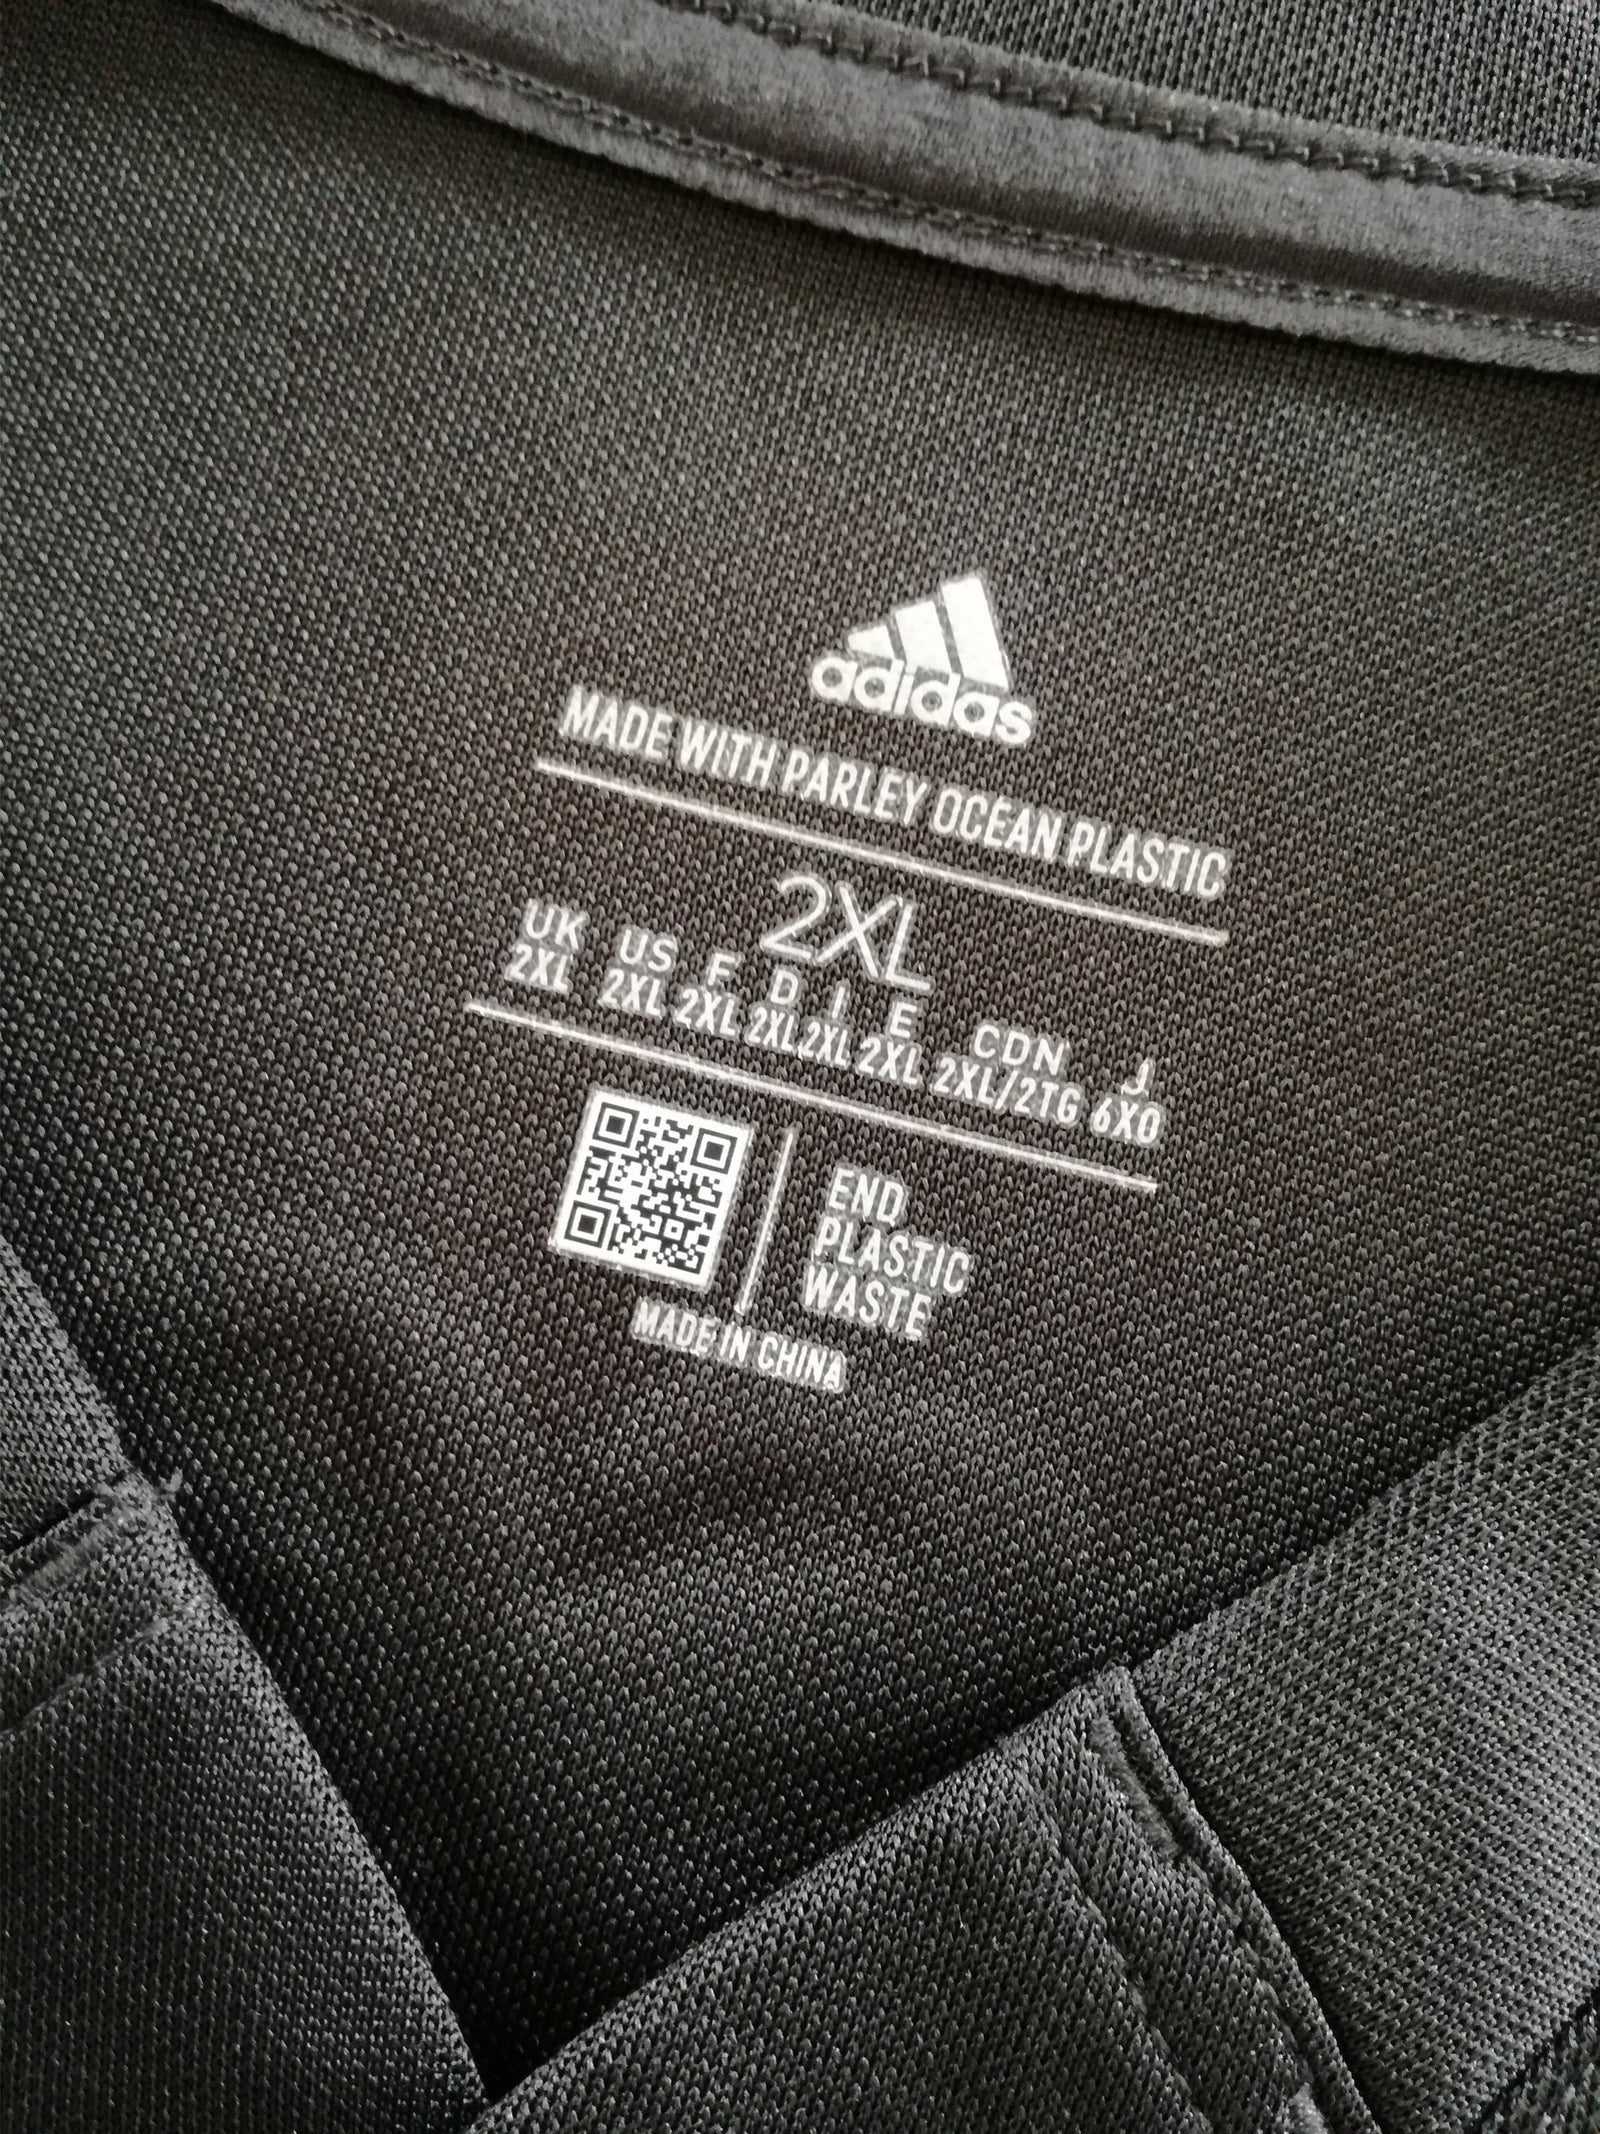 adidas
MADE WITH PARLEY OCEAN PLASTIC
2XL
UK US F D I E CDN J
2XL 2XL 2XL 2XL 2XL 2XL 2XL/2TG 6XO
END
PLASTIC
WASTE
MADE IN CHINA